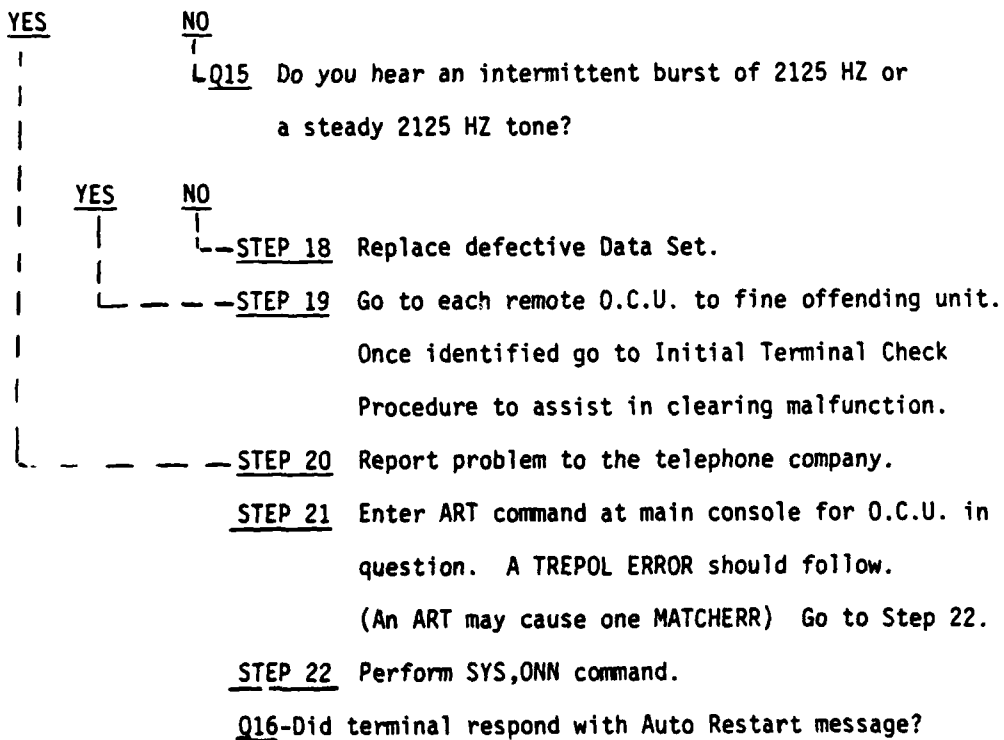 YES NO
Q15 Do you hear an intermittent burst of 2125 HZ or
a steady 2125 HZ tone?
YES NO
STEP 18 Replace defective Data Set.
STEP 19 Go to each remote O.C.U. to fine offending unit.
Once identified go to Initial Terminal Check
Procedure to assist in clearing malfunction.
STEP 20 Report problem to the telephone company.
STEP 21 Enter ART command at main console for O.C.U. in
question. A TREPOL ERROR should follow.
(An ART may cause one MATCHERR) Go to Step 22.
STEP 22 Perform SYS,ONN command.
Q16-Did terminal respond with Auto Restart message?